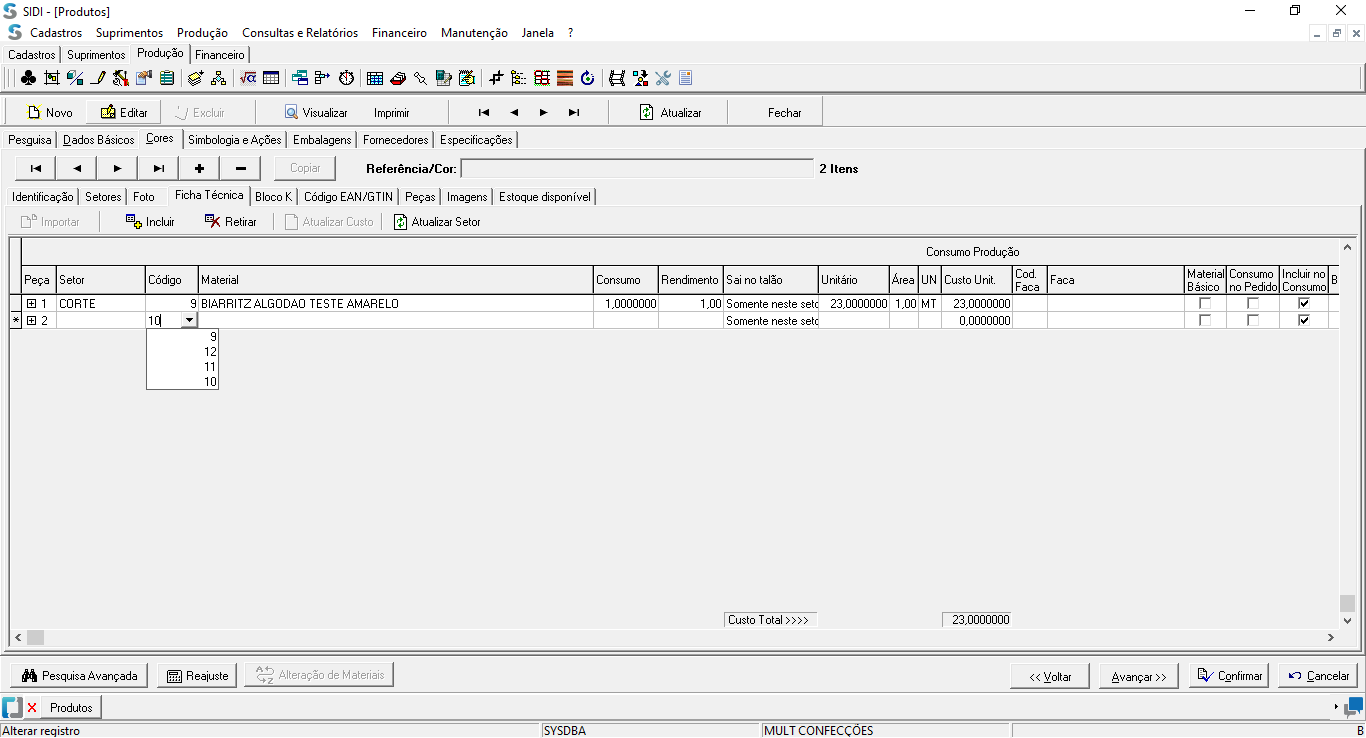 SIDI - [Produtos]
Cadastros Suprimentos Produção Consultas e Relatórios Financeiro Manutenção Janela ?
Cadastros Suprimentos Produção Financeiro
Novo Editar Excluir Visualizar Imprimir Atualizar Fechar
Pesquisa Dados Básicos Cores Simbologia e Ações Embalagens Fornecedores Especificações
Copiar Referência/Cor: 2 Itens
Identificação Setores Foto Ficha Técnica Bloco K Código EAN/GTIN Peças Imagens Estoque disponível
Importar Incluir Retirar Atualizar Custo Atualizar Setor
Consumo Produção
Peça Setor Código Material Consumo Rendimento Sai no talão Unitário Área UN Custo Unit. Cod. Faca Faca Material Básico Consumo no Pedido Incluir no Consumo B
1 CORTE 9 BIARRITZ ALGODAO TESTE AMARELO 1,0000000 1,00 Somente neste seto 23,0000000 1,00 MT 23,0000000
* 2 10 Somente neste seto 0,0000000
9
12
11
10
Custo Total >>>> 23,0000000
Pesquisa Avançada Reajuste Alteração de Materiais << Voltar Avançar >> Confirmar Cancelar
Produtos
Alterar registro SYSDBA MULT CONFECÇÕES B